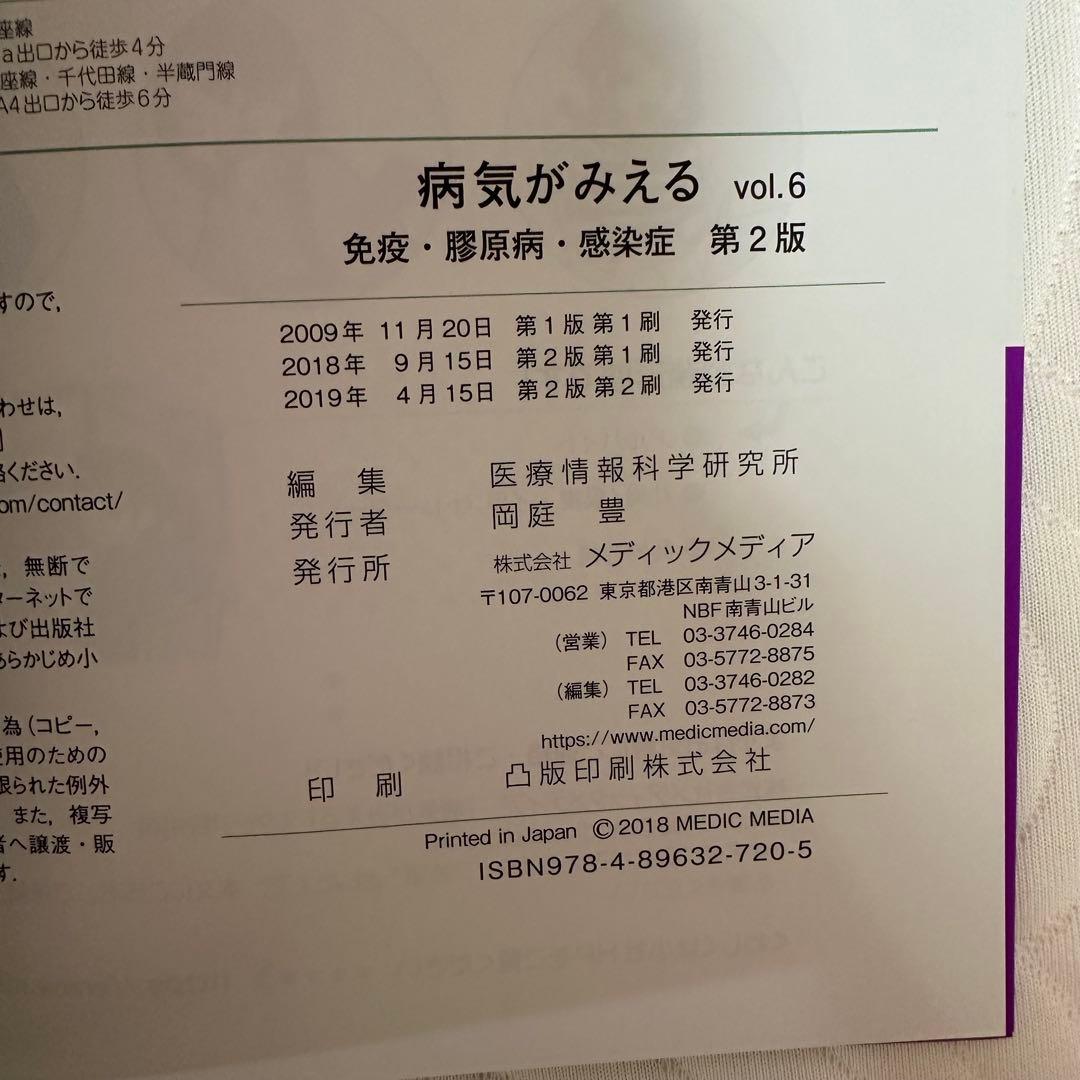 座線
a出口から徒歩4分
座線・千代田線・半蔵門線
A4出口から徒歩6分
病気がみえる vol.6
免疫・膠原病・感染症 第2版
すので,
わせは,
ください.
om/contact/
, 無断で
ターネットで
よび出版社
あらかじめ小
為(コピー,
使用のための
限られた例外
また, 複写
者へ譲渡・販
す.
2009年 11月20日 第1版 第1刷 発行
2018年 9月15日 第2版 第1刷 発行
2019年 4月15日 第2版 第2刷 発行
編集 医療情報科学研究所
発行者 岡庭 豊
発行所 株式会社 メディックメディア
〒107-0062 東京都港区南青山3-1-31
NBF南青山ビル
(営業) TEL 03-3746-0284
FAX 03-5772-8875
(編集) TEL 03-3746-0282
FAX 03-5772-8873
https://www.medicmedia.com/
印刷 凸版印刷株式会社
Printed in Japan ©2018 MEDIC MEDIA
ISBN978-4-89632-720-5